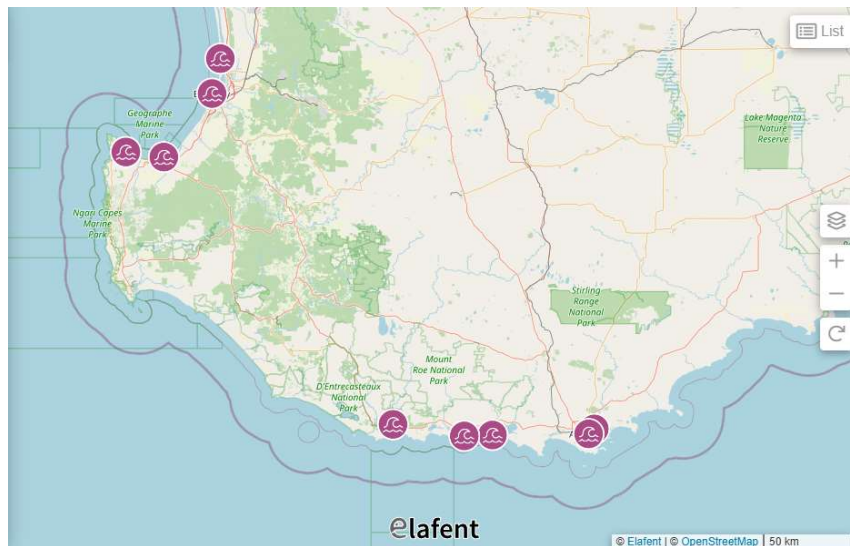 List
Geographe
Marine
Park
Lake Magenta
Nature
Reserve
Ngari Capes
Marine
Park
Stirling
Range
National
Park
Mount
Roe National
Park
D'Entrecasteaux
National
Park
elafent
© Elafent | © OpenStreetMap | 50 km